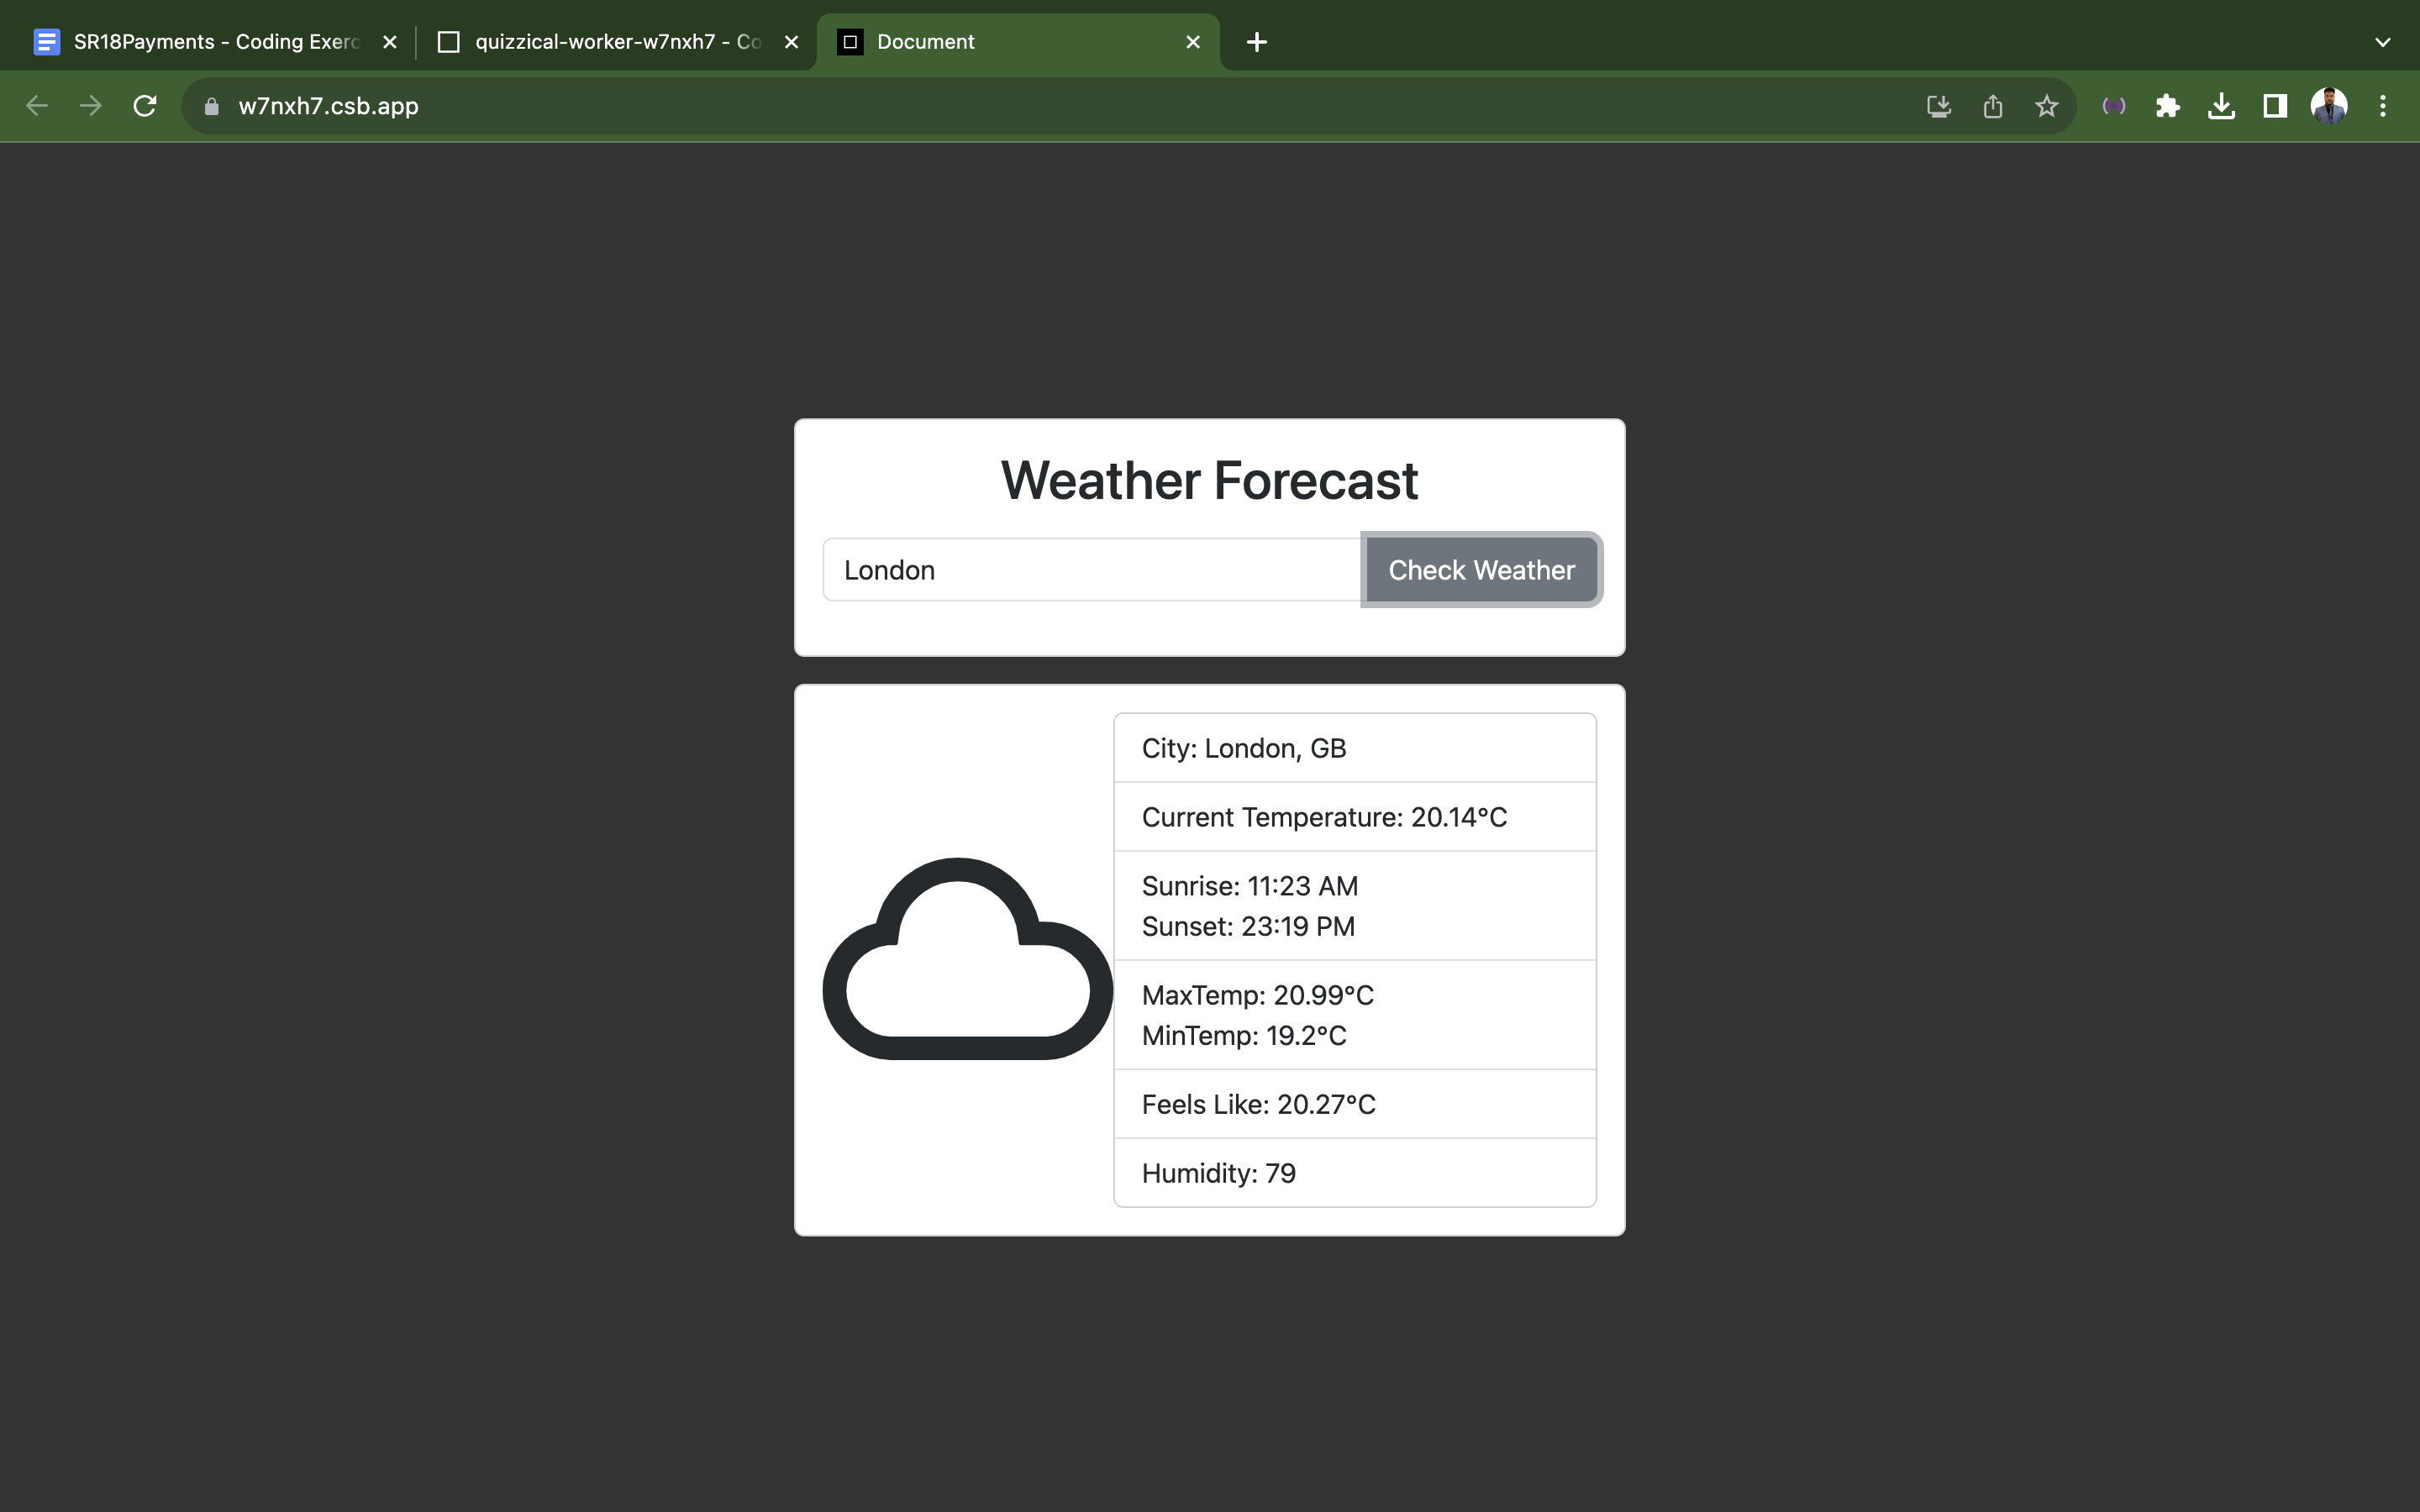 SR18Payments - Coding Exerc
quizzical-worker-w7nxh7 - Co
Document
w7nxh7.csb.app
Weather Forecast
London
Check Weather
City: London, GB
Current Temperature: 20.14°C
Sunrise: 11:23 AM
Sunset: 23:19 PM
MaxTemp: 20.99°C
MinTemp: 19.2°C
Feels Like: 20.27°C
Humidity: 79